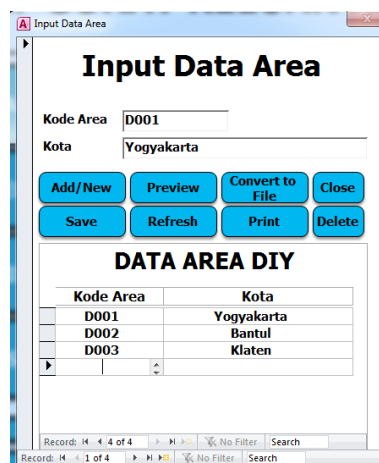 A Input Data Area
Input Data Area
Kode Area D001
Kota Yogyakarta
Add/New Preview Convert to File Close
Save Refresh Print Delete
DATA AREA DIY
Kode Area Kota
D001 Yogyakarta
D002 Bantul
D003 Klaten
Record: 4 of 4 No Filter Search
Record: 1 of 4 No Filter Search